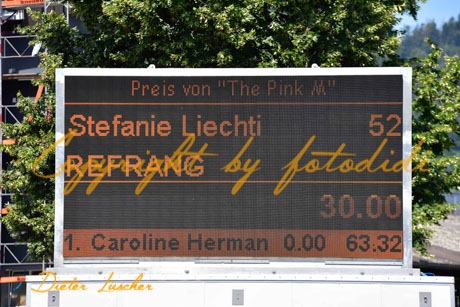 Preis von "The Pink M"
Stefanie Liechti 52
REFRANG
Copyright by fotodidi
30.00
1. Caroline Herman 0.00 63.32
Dieter Lüscher